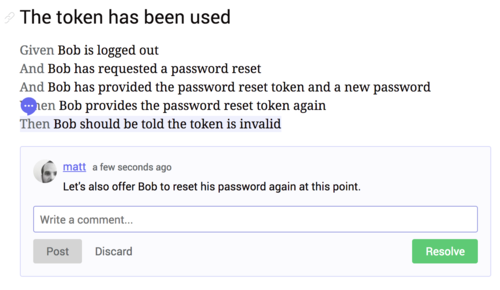 The token has been used
Given Bob is logged out
And Bob has requested a password reset
And Bob has provided the password reset token and a new password
hen Bob provides the password reset token again
Then Bob should be told the token is invalid
matt a few seconds ago
Let's also offer Bob to reset his password again at this point.
Write a comment...
Post Discard Resolve